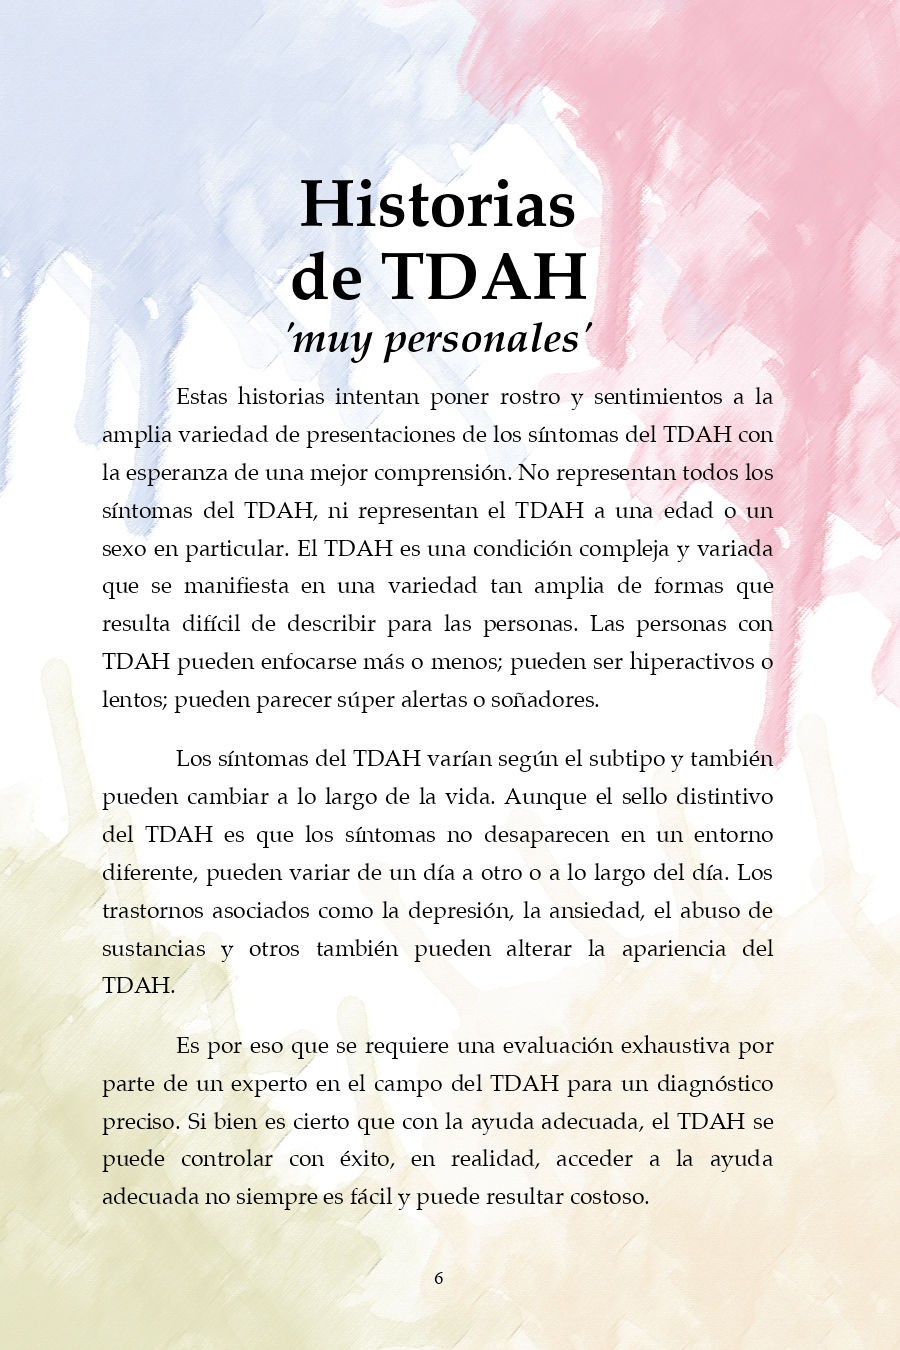 Historias
de TDAH
'muy personales'
Estas historias intentan poner rostro y sentimientos a la
amplia variedad de presentaciones de los síntomas del TDAH con
la esperanza de una mejor comprensión. No representan todos los
síntomas del TDAH, ni representan el TDAH a una edad o un
sexo en particular. El TDAH es una condición compleja y variada
que se manifiesta en una variedad tan amplia de formas que
resulta difícil de describir para las personas. Las personas con
TDAH pueden enfocarse más o menos; pueden ser hiperactivos o
lentos; pueden parecer súper alertas o soñadores.
Los síntomas del TDAH varían según el subtipo y también
pueden cambiar a lo largo de la vida. Aunque el sello distintivo
del TDAH es que los síntomas no desaparecen en un entorno
diferente, pueden variar de un día a otro o a lo largo del día. Los
trastornos asociados como la depresión, la ansiedad, el abuso de
sustancias y otros también pueden alterar la apariencia del
TDAH.
Es por eso que se requiere una evaluación exhaustiva por
parte de un experto en el campo del TDAH para un diagnóstico
preciso. Si bien es cierto que con la ayuda adecuada, el TDAH se
puede controlar con éxito, en realidad, acceder a la ayuda
adecuada no siempre es fácil y puede resultar costoso.
6